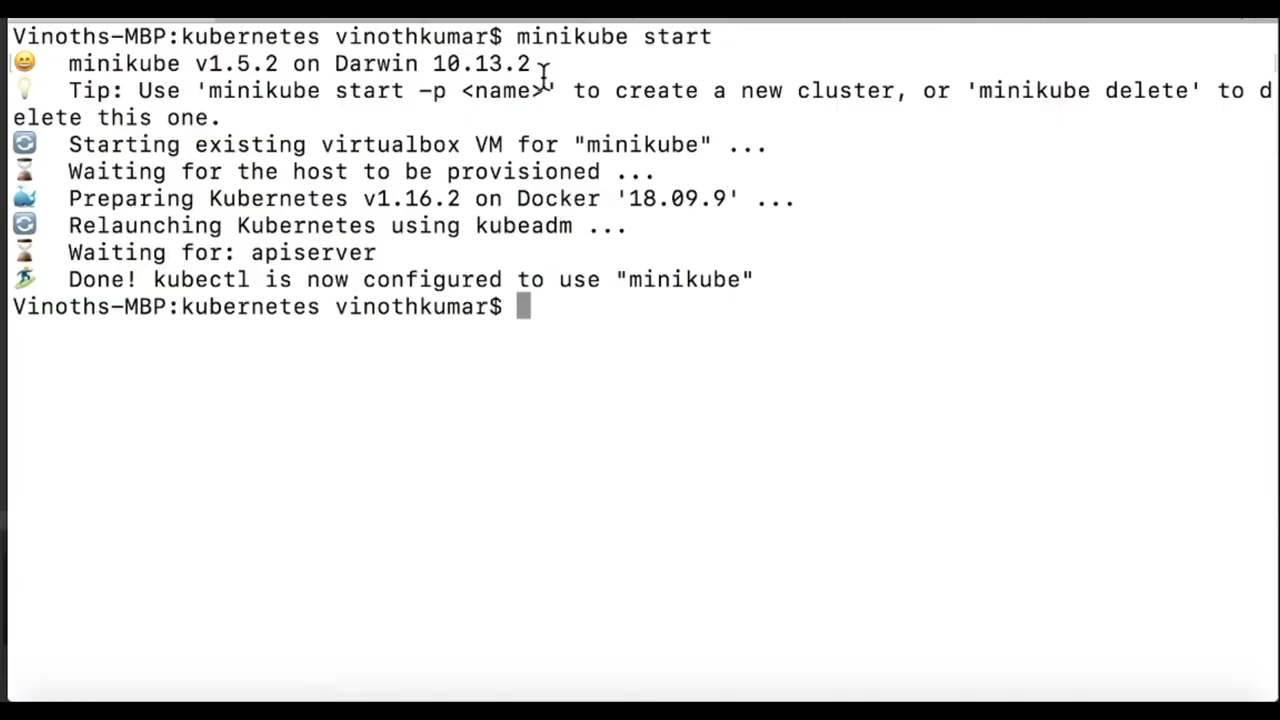 Vinoths-MBP:kubernetes vinothkumar$ minikube start
😄  minikube v1.5.2 on Darwin 10.13.2
💡  Tip: Use 'minikube start -p <name>' to create a new cluster, or 'minikube delete' to d
elete this one.
🔄  Starting existing virtualbox VM for "minikube" ...
⌛  Waiting for the host to be provisioned ...
🐳  Preparing Kubernetes v1.16.2 on Docker '18.09.9' ...
🔄  Relaunching Kubernetes using kubeadm ...
⌛  Waiting for: apiserver
🏄  Done! kubectl is now configured to use "minikube"
Vinoths-MBP:kubernetes vinothkumar$